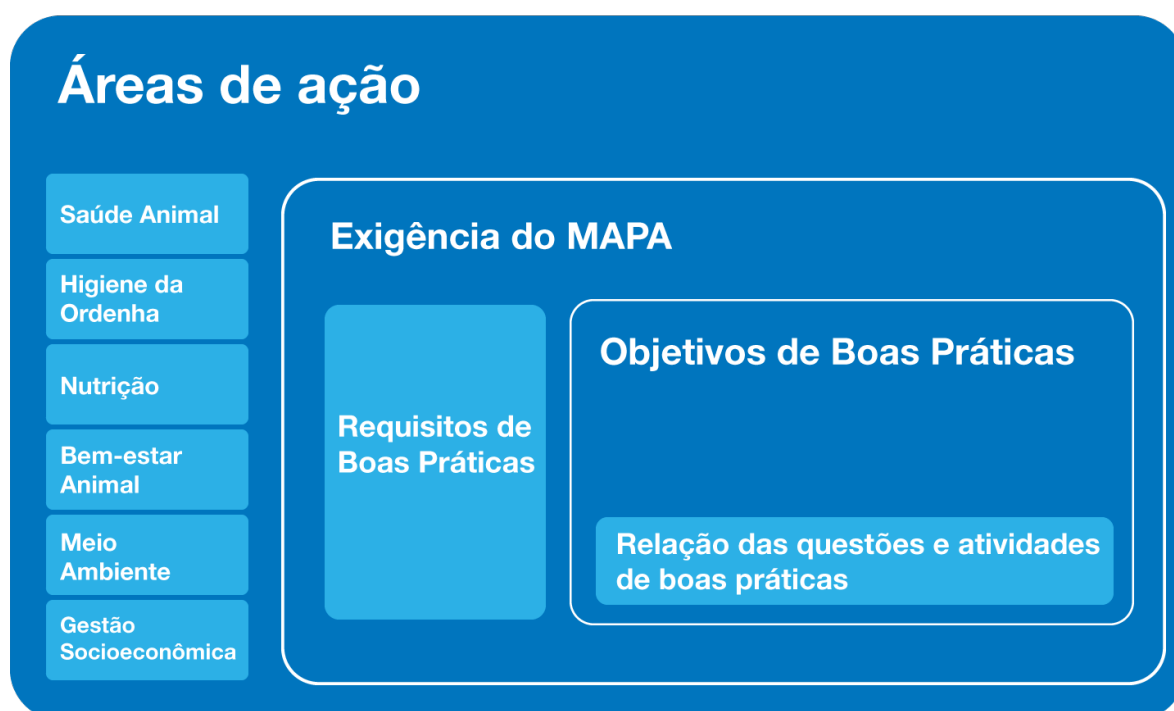 Áreas de ação
Saúde Animal
Higiene da
Ordenha
Nutrição
Bem-estar
Animal
Meio
Ambiente
Gestão
Socioeconômica
Exigência do MAPA
Requisitos de
Boas Práticas
Objetivos de Boas Práticas
Relação das questões e atividades
de boas práticas